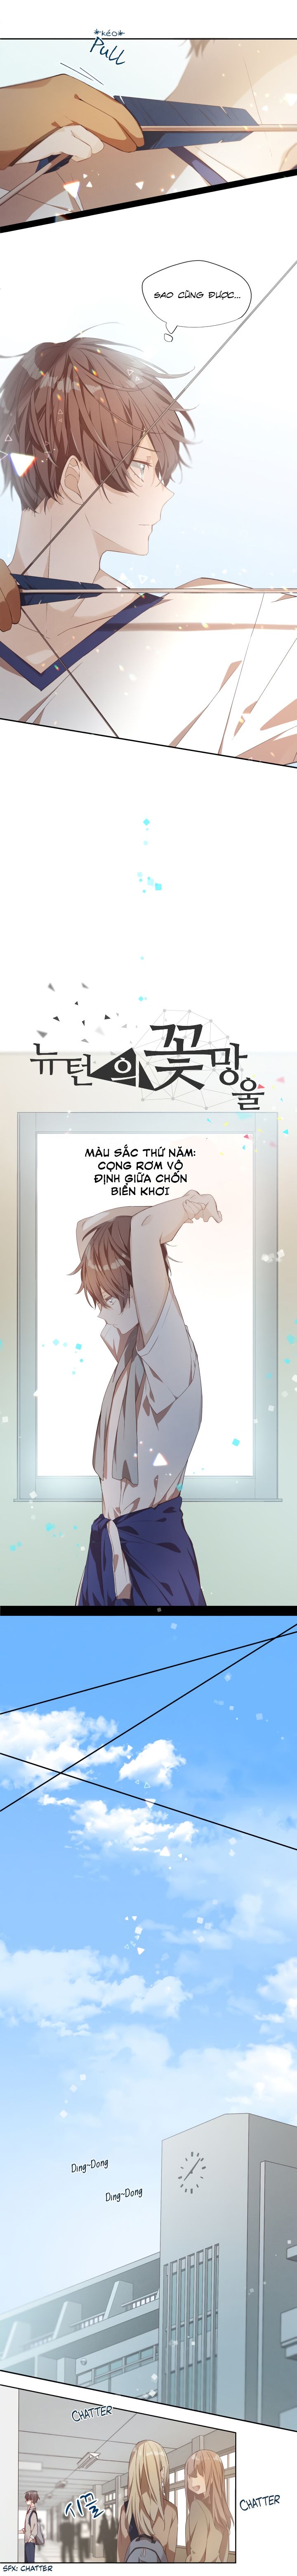 *kéo*
Pull
SAO CŨNG ĐƯỢC...
뉴턴의 꽃망울
MÀU SẮC THỨ NĂM:
CỌNG RƠM VÔ
ĐỊNH GIỮA CHỐN
BIỂN KHƠI
Ding~Dong
Ding~Dong
CHATTER
시끌
CHATTER
SFX: CHATTER